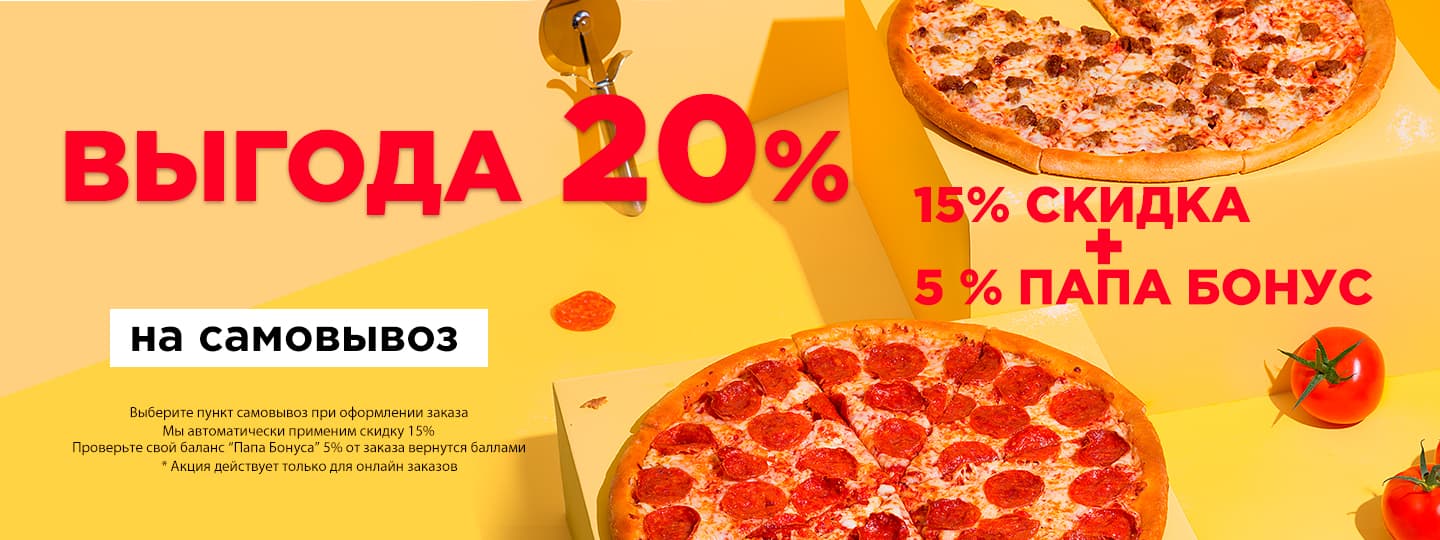 ВЫГОДА 20%
15% СКИДКА
+
5 % ПАПА БОНУС
на самовывоз
Выберите пункт самовывоз при оформлении заказа
Мы автоматически применим скидку 15%
Проверьте свой баланс “Папа Бонуса” 5% от заказа вернутся баллами
* Акция действует только для онлайн заказов